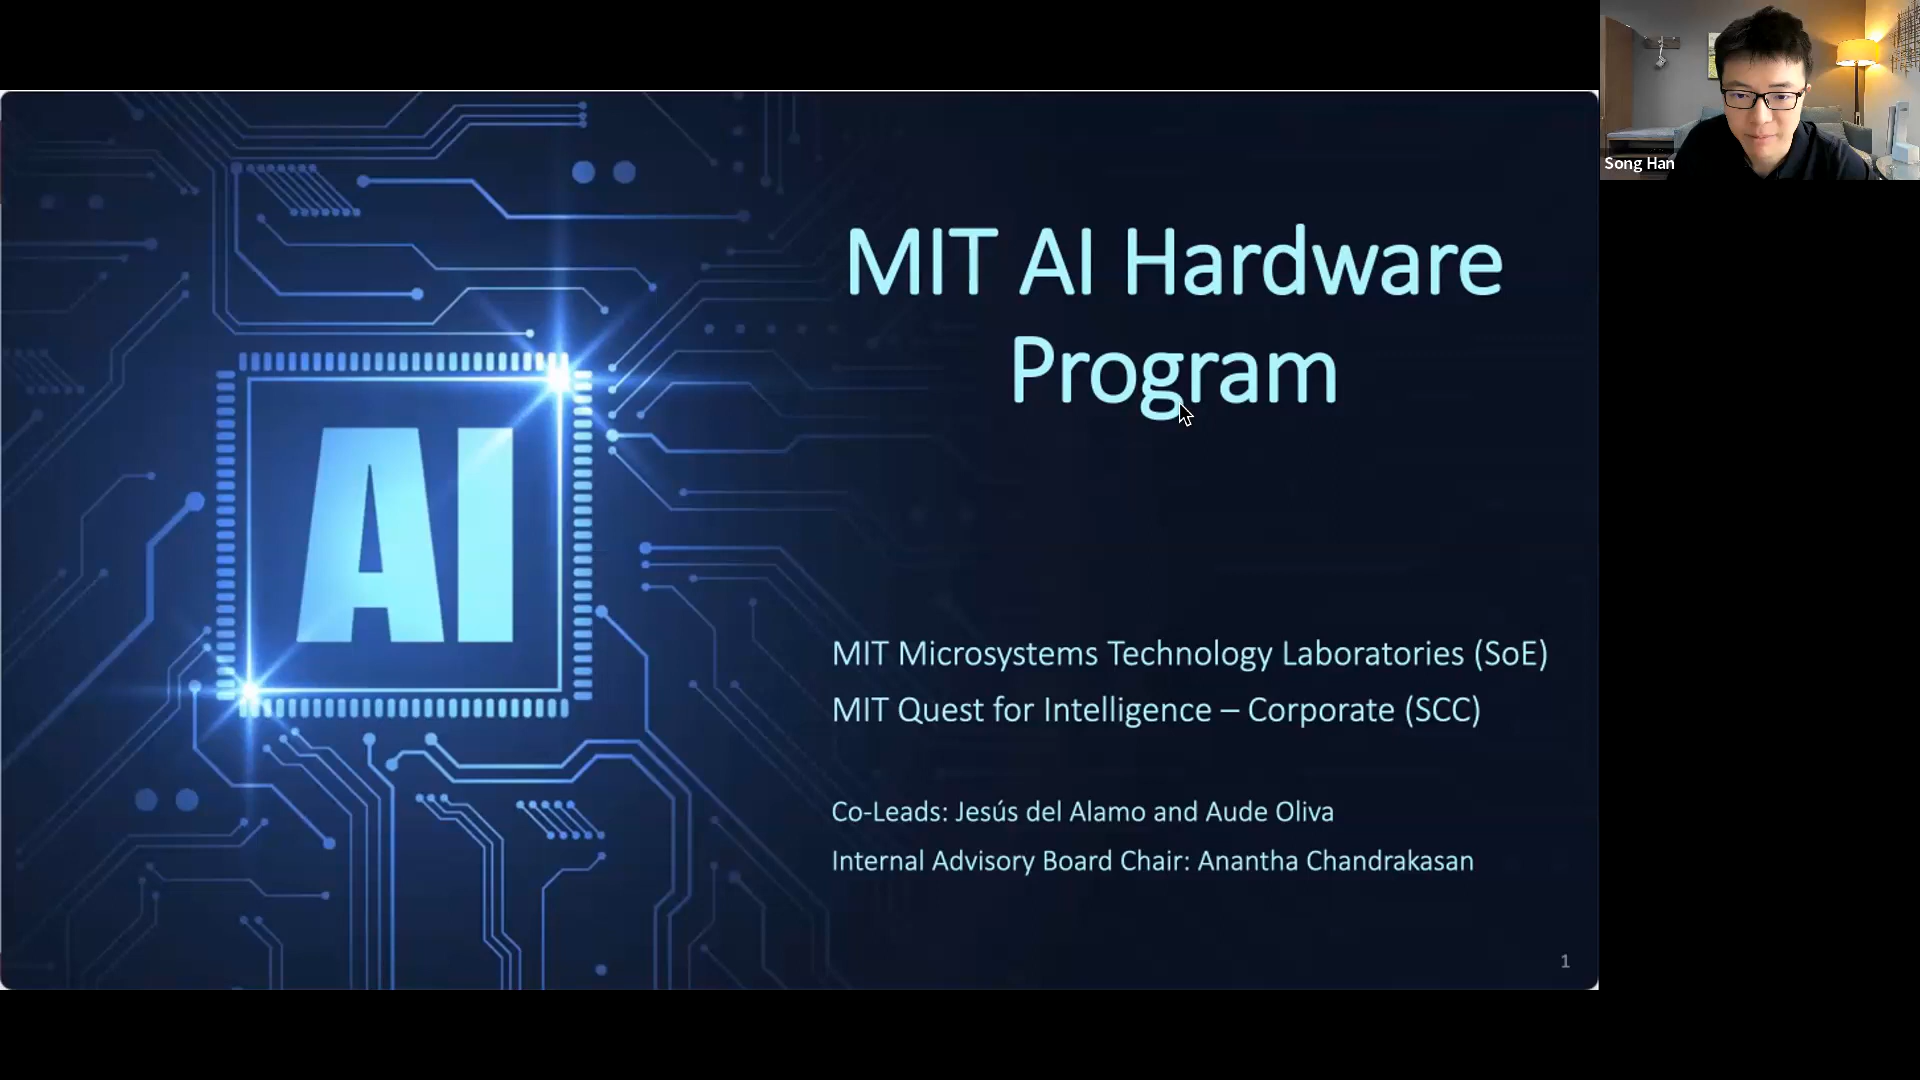 Song Han
AI
MIT AI Hardware
Program
MIT Microsystems Technology Laboratories (SoE)
MIT Quest for Intelligence – Corporate (SCC)
Co-Leads: Jesús del Alamo and Aude Oliva
Internal Advisory Board Chair: Anantha Chandrakasan
1